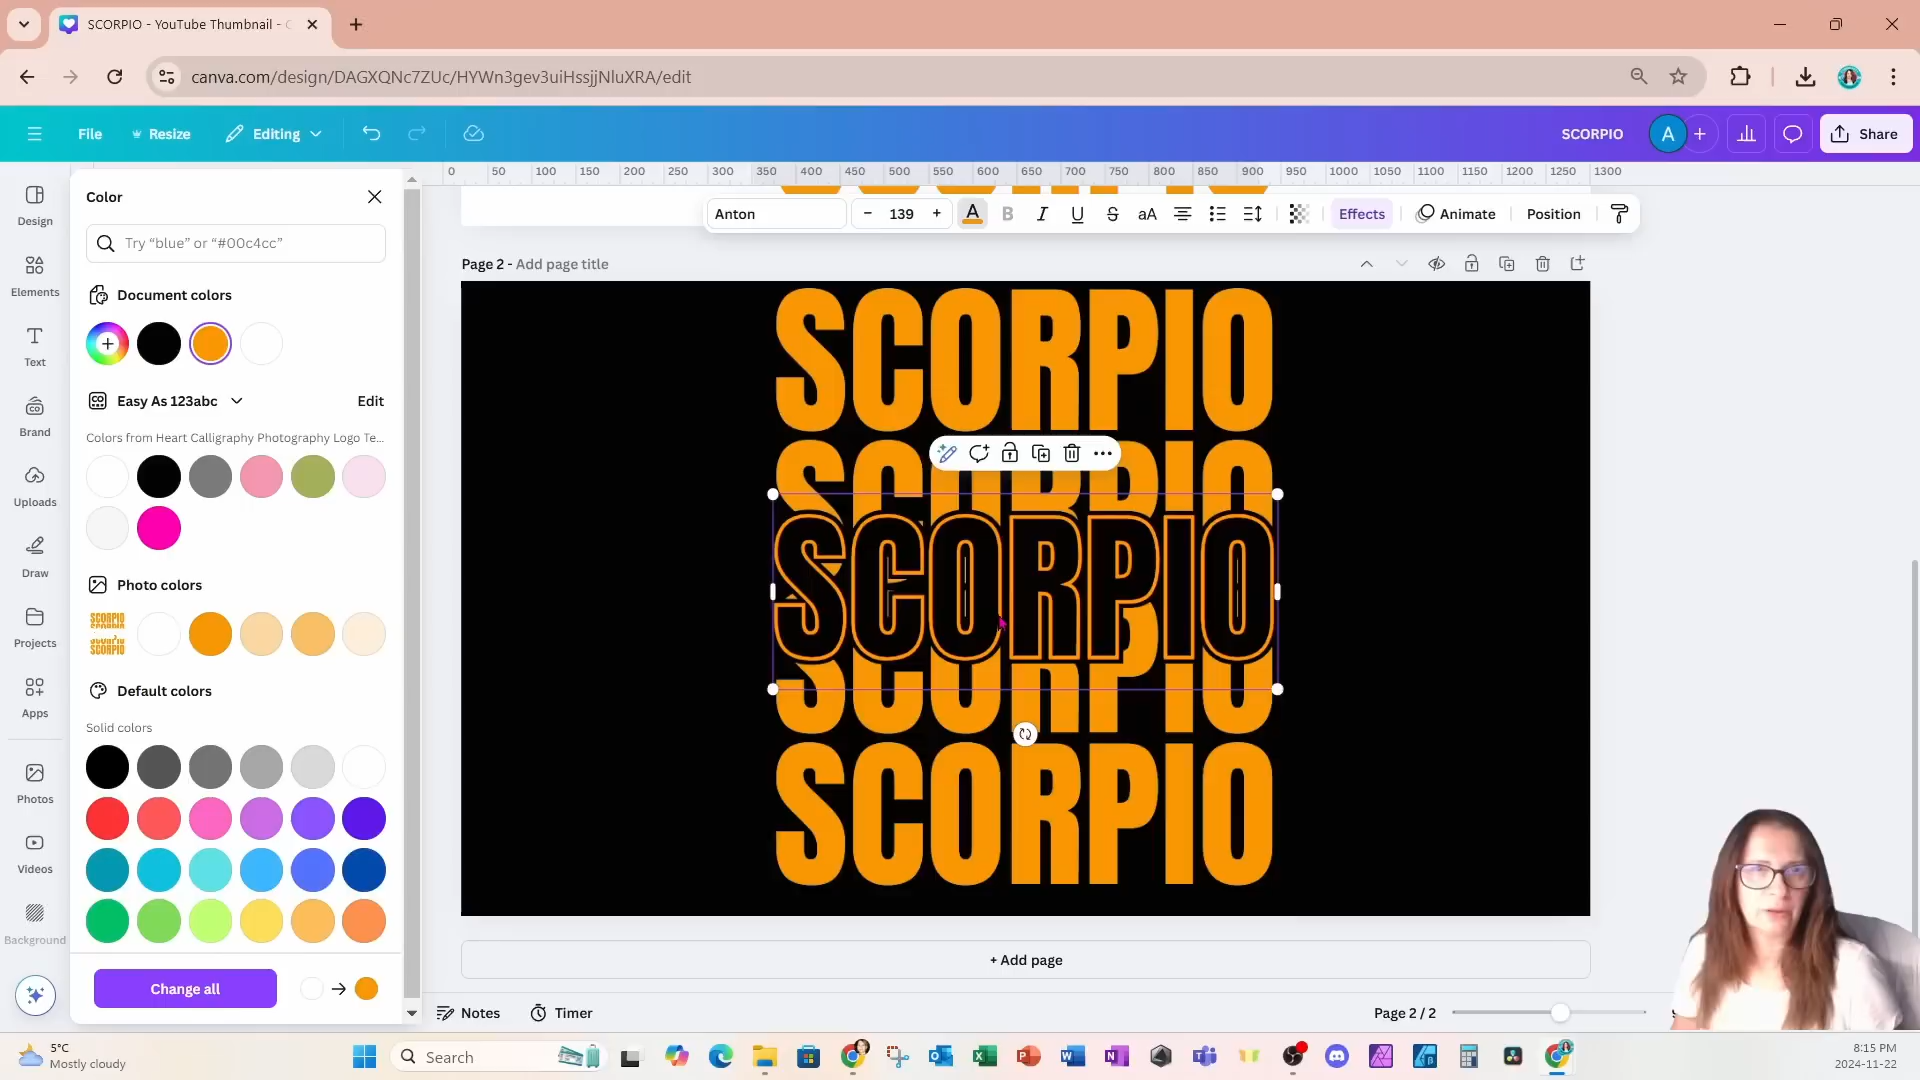 SCORPIO - YouTube Thumbnail - C
canva.com/design/DAGXQNc7ZUc/HYWn3gev3uiHssjjNluXRA/edit
File
Resize
Editing
SCORPIO
A
Share
0 50 100 150 200 250 300 350 400 450 500 550 600 650 700 750 800 850 900 950 1000 1050 1100 1150 1200 1250 1300
Design
Elements
Text
Brand
Uploads
Draw
Projects
Apps
Photos
Videos
Background
Color
Try “blue” or “#00c4cc”
Document colors
Easy As 123abc
Edit
Colors from Heart Calligraphy Photography Logo Te...
Photo colors
SCORPIO
SCORPIO
Default colors
Solid colors
Change all
Anton
139
A
B
I
U
S
aA
Effects
Animate
Position
Page 2 - Add page title
SCORPIO
SCORPIO
SCORPIO
SCORPIO
SCORPIO
+ Add page
Notes
Timer
Page 2 / 2
5°C
Mostly cloudy
Search
8:15 PM
2024-11-22